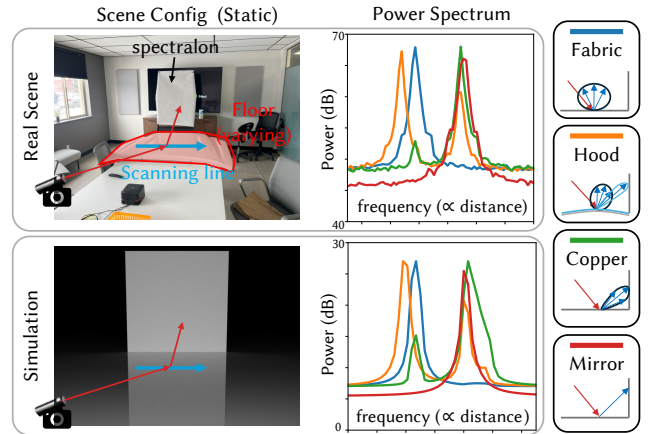 Scene Config (Static)
Power Spectrum
Real Scene
spectralon
Floor
(varying)
Scanning line
Power (dB)
70
40
frequency (∝ distance)
Simulation
Power (dB)
30
0
frequency (∝ distance)
Fabric
Hood
Copper
Mirror